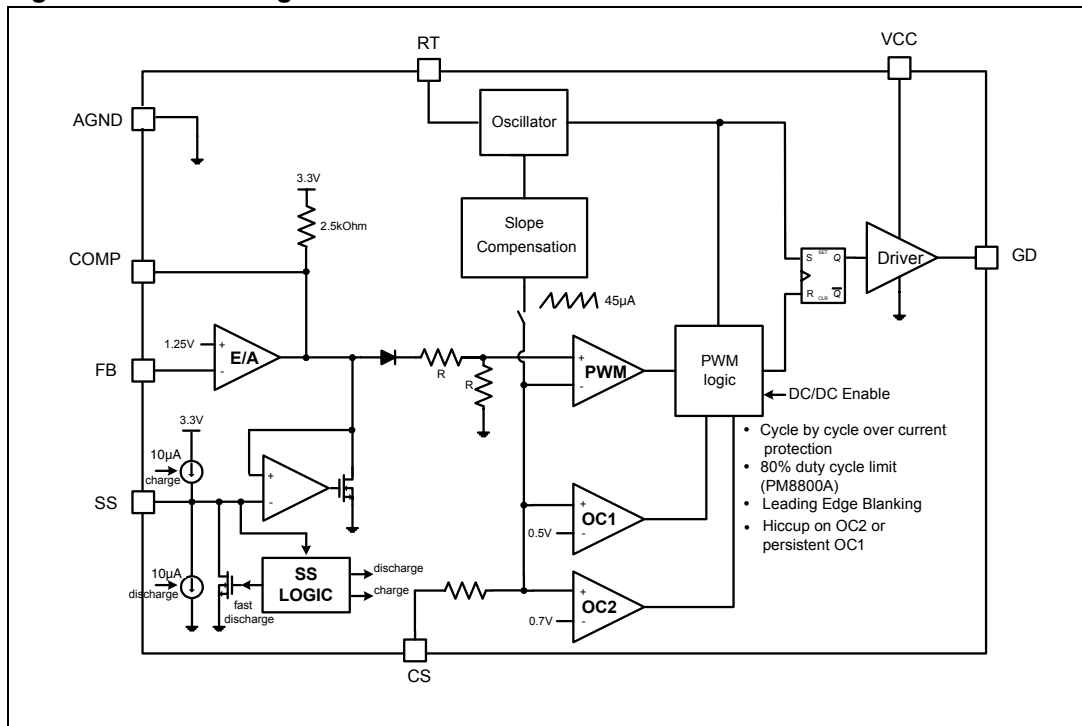 RT
VCC
AGND
Oscillator
3.3V
2.5kOhm
Slope
Compensation
COMP
S
SET
Q
R
CLR
Q
Driver
GD
45µA
1.25V
+
-
E/A
FB
R
R
+
-
PWM
PWM
logic
DC/DC Enable
3.3V
10µA
charge
SS
+
-
• Cycle by cycle over current
protection
• 80% duty cycle limit
(PM8800A)
• Leading Edge Blanking
• Hiccup on OC2 or
persistent OC1
+
-
OC1
0.5V
10µA
discharge
fast
discharge
SS
LOGIC
discharge
charge
+
-
OC2
0.7V
CS